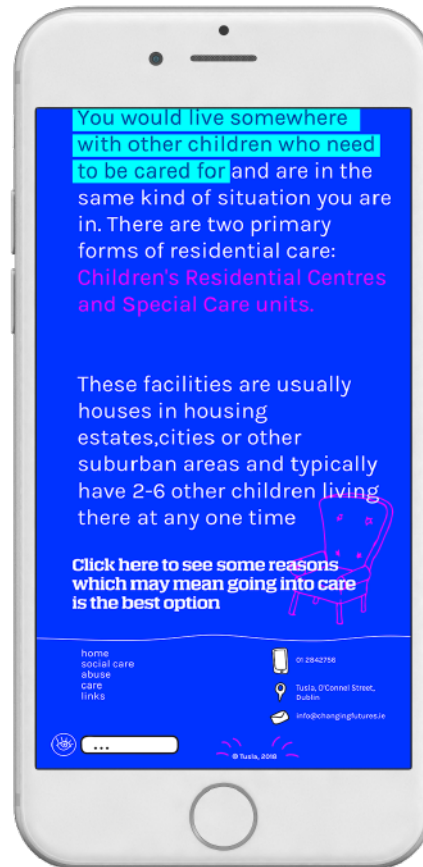 You would live somewhere
with other children who need
to be cared for and are in the
same kind of situation you are
in. There are two primary
forms of residential care:
Children's Residential Centres
and Special Care units.
These facilities are usually
houses in housing
estates,cities or other
suburban areas and typically
have 2-6 other children living
there at any one time
Click here to see some reasons
which may mean going into care
is the best option
home
social care
abuse
care
links
01 2842756
Tusla, O'Connel Street,
Dublin
info@changingfutures.ie
...
© Tusla, 2018